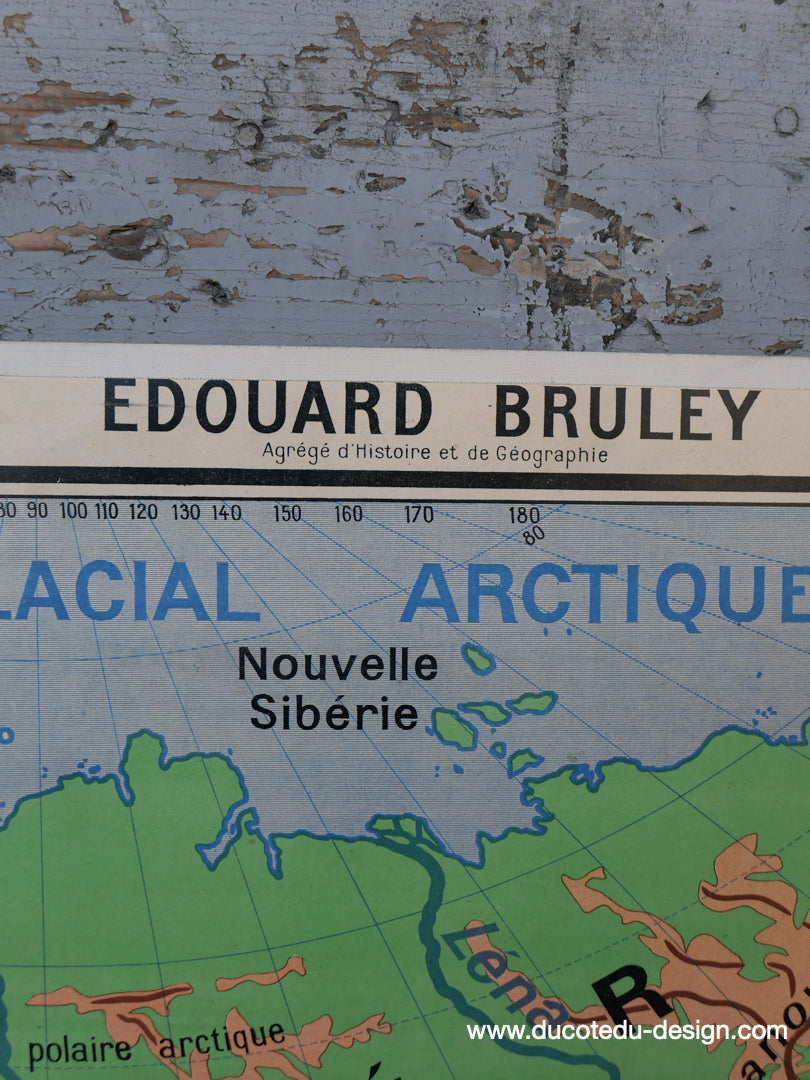 EDOUARD BRULEY
Agrégé d'Histoire et de Géographie
80 90 100 110 120 130 140 150 160 170 180
80
LACIAL ARCTIQUE
Nouvelle
Sibérie
Léna
R
polaire arctique
www.ducotedu-design.com